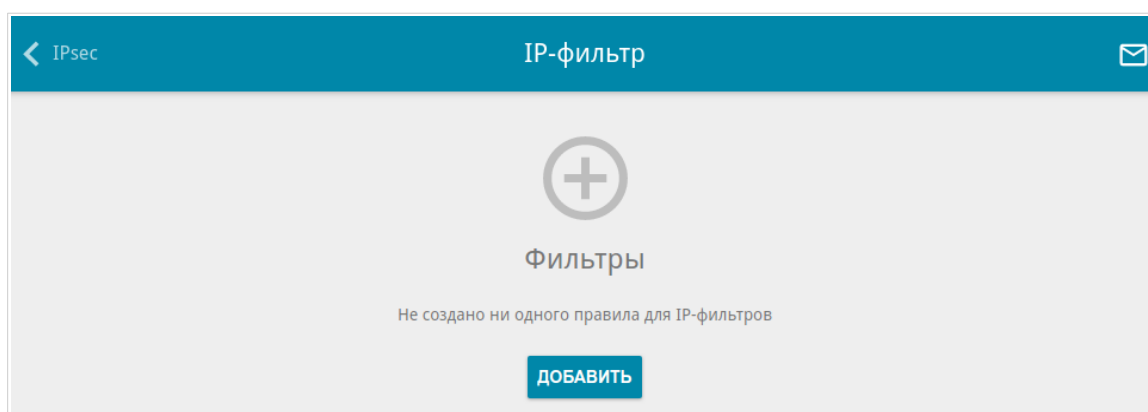 IPsec
IP-фильтр
Фильтры
Не создано ни одного правила для IP-фильтров
ДОБАВИТЬ